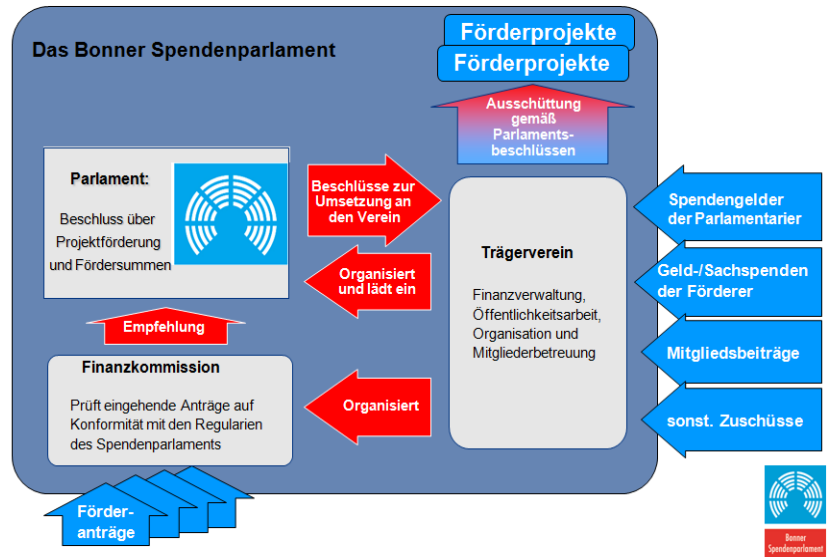 Das Bonner Spendenparlament
Förderprojekte
Förderprojekte
Ausschüttung
gemäß
Parlaments-
beschlüssen
Parlament:
Beschluss über
Projektförderung
und Fördersummen
Beschlüsse zur
Umsetzung an
den Verein
Organisiert
und lädt ein
Empfehlung
Finanzkommission
Prüft eingehende Anträge auf
Konformität mit den Regularien
des Spendenparlaments
Organisiert
Trägerverein
Finanzverwaltung,
Öffentlichkeitsarbeit,
Organisation und
Mitgliederbetreuung
Spendengelder
der Parlamentarier
Geld-/Sachspenden
der Förderer
Mitgliedsbeiträge
sonst. Zuschüsse
Förder-
anträge
Bonner
Spendenparlament